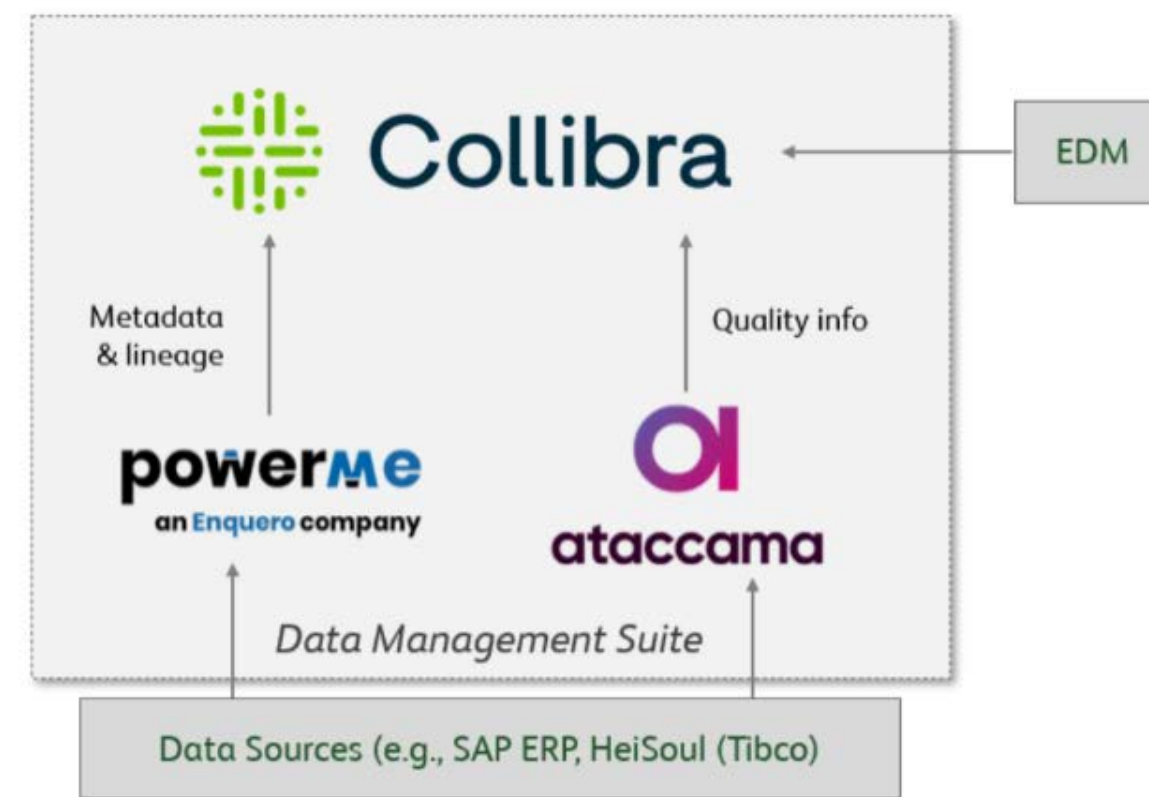 Collibra
EDM
Metadata
& lineage
Quality info
powerme
an Enquero company
ataccama
Data Management Suite
Data Sources (e.g., SAP ERP, HeiSoul (Tibco)